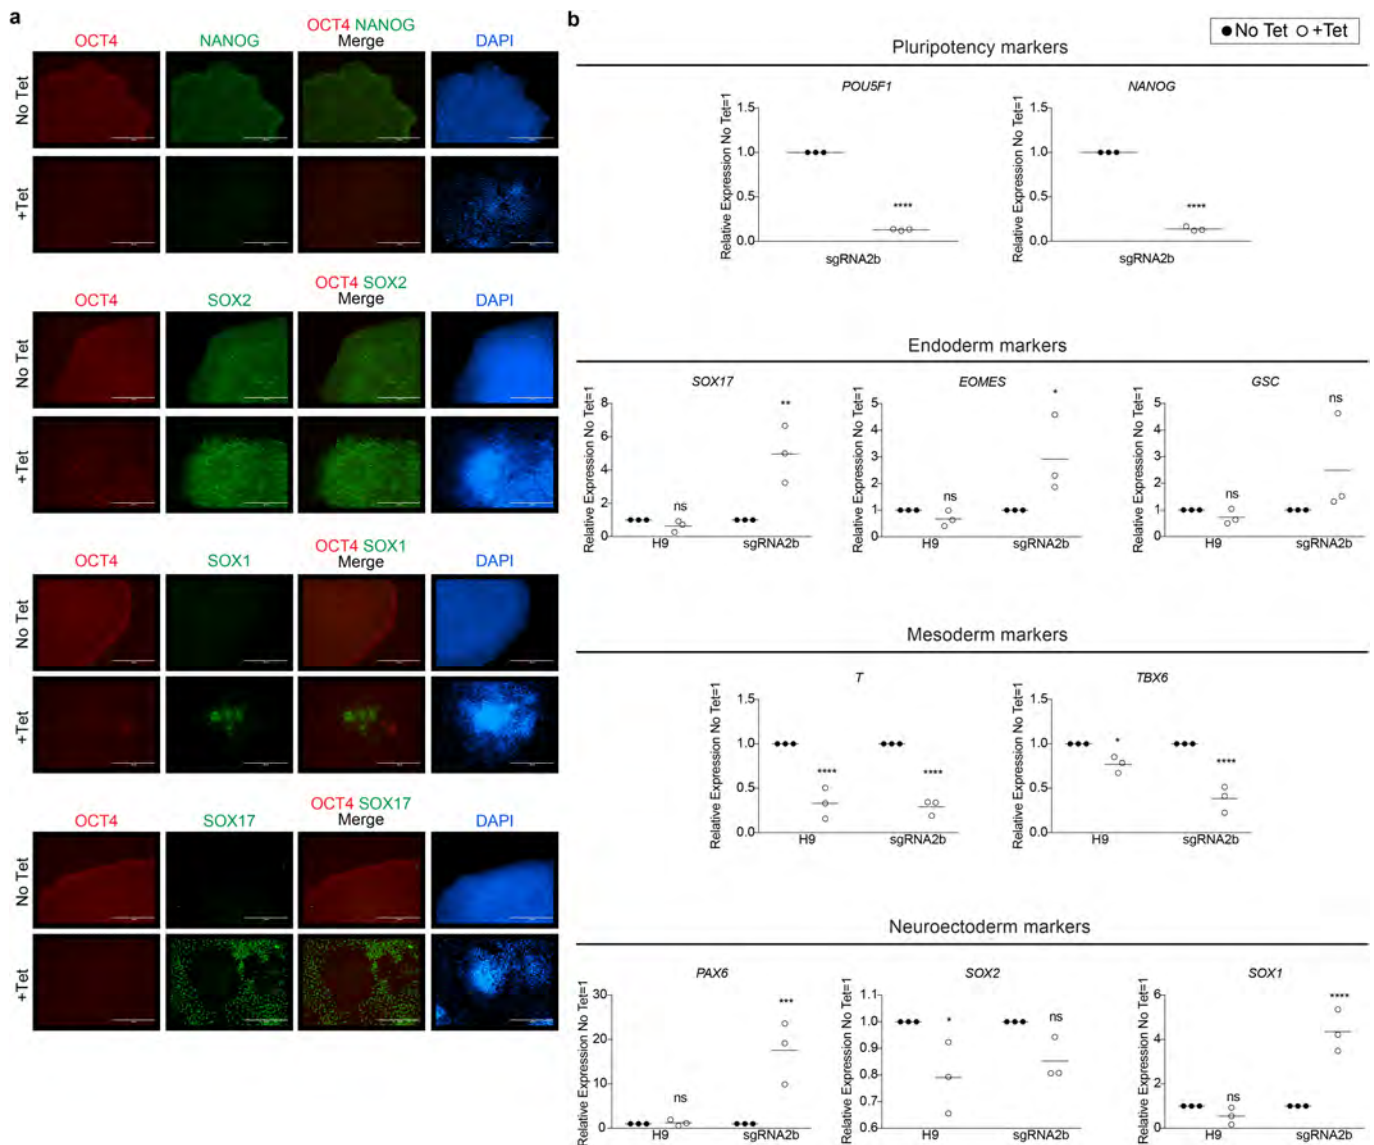 a
OCT4 NANOG
OCT4 NANOG Merge DAPI
No Tet
+Tet
OCT4 SOX2
OCT4 SOX2 Merge DAPI
No Tet
+Tet
OCT4 SOX1
OCT4 SOX1 Merge DAPI
No Tet
+Tet
OCT4 SOX17
OCT4 SOX17 Merge DAPI
No Tet
+Tet
b
No Tet +Tet
Pluripotency markers
POU5F1
Relative Expression No Tet=1
1.5
1.0
0.5
0.0
****
sgRNA2b
NANOG
Relative Expression No Tet=1
1.5
1.0
0.5
0.0
****
sgRNA2b
Endoderm markers
SOX17
Relative Expression No Tet=1
8
6
4
2
0
ns
**
H9 sgRNA2b
EOMES
Relative Expression No Tet=1
5
4
3
2
1
0
ns
*
H9 sgRNA2b
GSC
Relative Expression No Tet=1
5
4
3
2
1
0
ns
ns
H9 sgRNA2b
Mesoderm markers
T
Relative Expression No Tet=1
1.5
1.0
0.5
0.0
****
****
H9 sgRNA2b
TBX6
Relative Expression No Tet=1
1.5
1.0
0.5
0.0
*
****
H9 sgRNA2b
Neuroectoderm markers
PAX6
Relative Expression No Tet=1
30
20
10
0
ns
***
H9 sgRNA2b
SOX2
Relative Expression No Tet=1
1.1
1.0
0.9
0.8
0.7
0.6
*
ns
H9 sgRNA2b
SOX1
Relative Expression No Tet=1
6
4
2
0
ns
****
H9 sgRNA2b